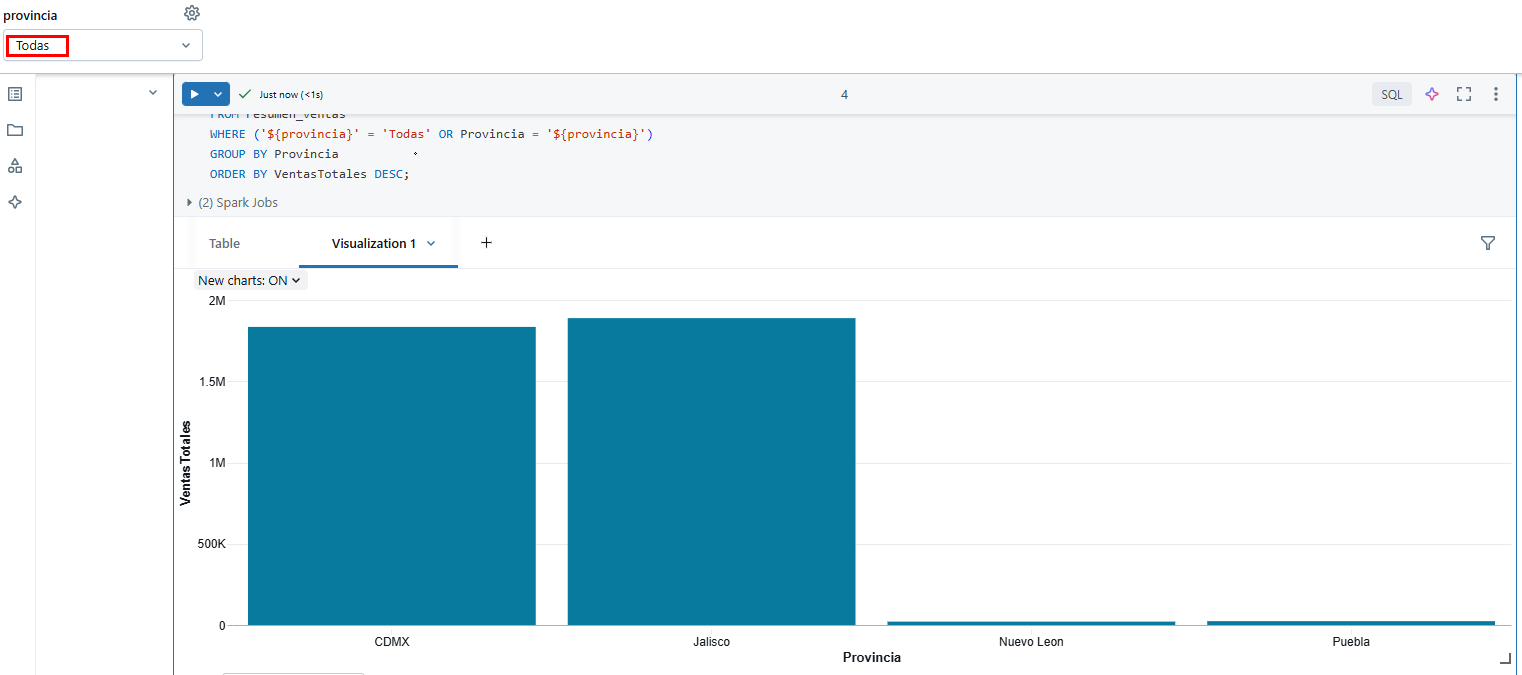 provincia
Todas
Just now (<1s)
4
SQL
FROM resumen_ventas
WHERE ('${provincia}' = 'Todas' OR Provincia = '${provincia}')
GROUP BY Provincia
ORDER BY VentasTotales DESC;
(2) Spark Jobs
Table
Visualization 1
New charts: ON
2M
1.5M
1M
500K
0
Ventas Totales
CDMX
Jalisco
Nuevo Leon
Puebla
Provincia